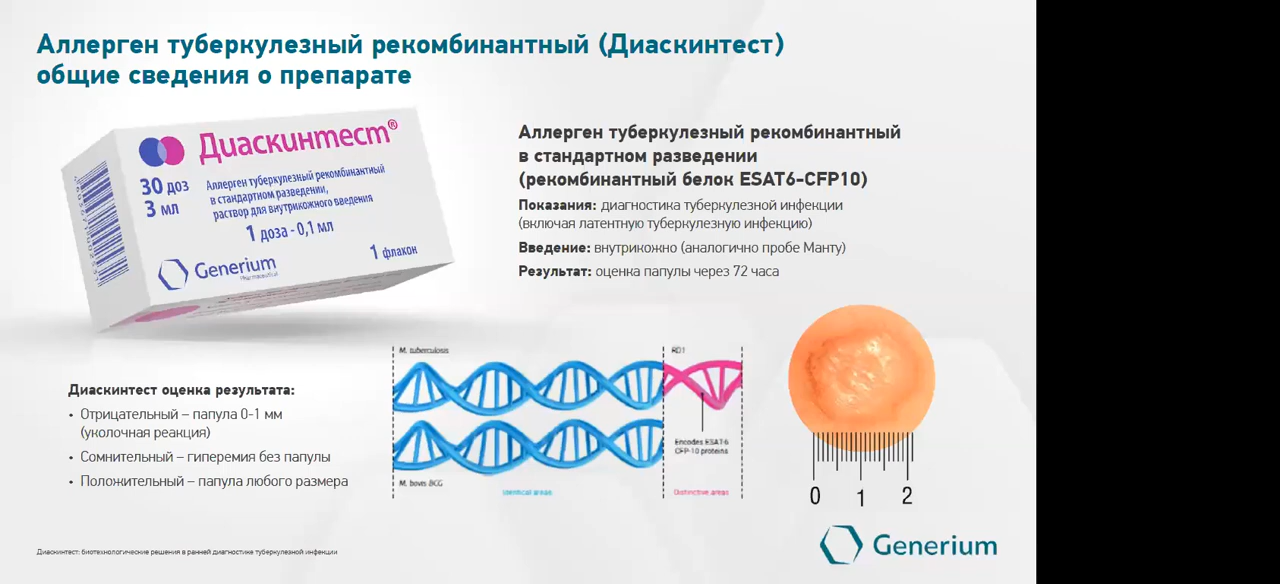 Аллерген туберкулезный рекомбинантный (Диаскинтест)
общие сведения о препарате
Диаскинтест®
30 доз
3 мл
Аллерген туберкулезный рекомбинантный
в стандартном разведении,
раствор для внутрикожного введения
1 доза - 0,1 мл
1 флакон
Generium
Pharmaceutical
Аллерген туберкулезный рекомбинантный
в стандартном разведении
(рекомбинантный белок ESAT6-CFP10)
Показания: диагностика туберкулезной инфекции
(включая латентную туберкулезную инфекцию)
Введение: внутрикожно (аналогично пробе Манту)
Результат: оценка папулы через 72 часа
Диаскинтест оценка результата:
• Отрицательный – папула 0-1 мм
(уколочная реакция)
• Сомнительный – гиперемия без папулы
• Положительный – папула любого размера
M. tuberculosis
RD1
Encodes ESAT-6
CFP-10 proteins
M. bovis BCG
Identical areas
Distinctive areas
0 1 2
Generium
Диаскинтест: биотехнологические решения в ранней диагностике туберкулезной инфекции